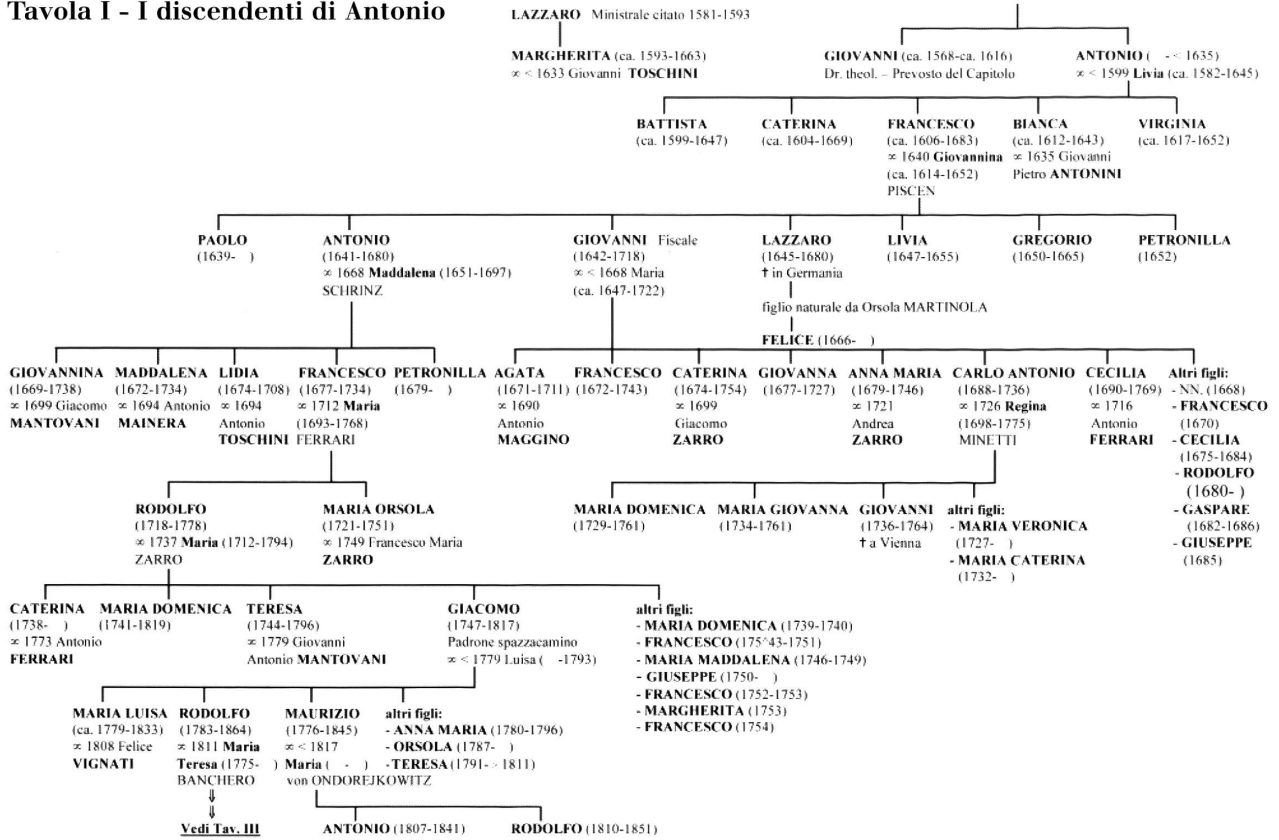 Tavola I - I discendenti di Antonio
LAZZARO Ministrale citato 1581-1593
MARGHERITA (ca. 1593-1663)
∞ < 1633 Giovanni TOSCHINI
GIOVANNI (ca. 1568-ca. 1616)
Dr. theol. – Prevosto del Capitolo
ANTONIO ( - < 1635)
∞ < 1599 Livia (ca. 1582-1645)
BATTISTA
(ca. 1599-1647)
CATERINA
(ca. 1604-1669)
FRANCESCO
(ca. 1606-1683)
∞ 1640 Giovannina
(ca. 1614-1652)
PISCEN
BIANCA
(ca. 1612-1643)
∞ 1635 Giovanni
Pietro ANTONINI
VIRGINIA
(ca. 1617-1652)
PAOLO
(1639- )
ANTONIO
(1641-1680)
∞ 1668 Maddalena (1651-1697)
SCHRINZ
GIOVANNI Fiscale
(1642-1718)
∞ < 1668 Maria
(ca. 1647-1722)
LAZZARO
(1645-1680)
† in Germania
figlio naturale da Orsola MARTINOLA
FELICE (1666- )
LIVIA
(1647-1655)
GREGORIO
(1650-1665)
PETRONILLA
(1652)
GIOVANNINA
(1669-1738)
∞ 1699 Giacomo
MANTOVANI
MADDALENA
(1672-1734)
∞ 1694 Antonio
MAINERA
LIDIA
(1674-1708)
∞ 1694
Antonio
TOSCHINI
FRANCESCO
(1677-1734)
∞ 1712 Maria
(1693-1768)
FERRARI
PETRONILLA
(1679- )
AGATA
(1671-1711)
∞ 1690
Antonio
MAGGINO
FRANCESCO
(1672-1743)
CATERINA
(1674-1754)
∞ 1699
Giacomo
ZARRO
GIOVANNA
(1677-1727)
ANNA MARIA
(1679-1746)
∞ 1721
Andrea
ZARRO
CARLO ANTONIO
(1688-1736)
∞ 1726 Regina
(1698-1775)
MINETTI
CECILIA
(1690-1769)
∞ 1716
Antonio
FERRARI
Altri figli:
- NN. (1668)
- FRANCESCO
(1670)
- CECILIA
(1675-1684)
- RODOLFO
(1680- )
- GASPARE
(1682-1686)
- GIUSEPPE
(1685)
RODOLFO
(1718-1778)
∞ 1737 Maria (1712-1794)
ZARRO
MARIA ORSOLA
(1721-1751)
∞ 1749 Francesco Maria
ZARRO
MARIA DOMENICA
(1729-1761)
MARIA GIOVANNA
(1734-1761)
GIOVANNI
(1736-1764)
† a Vienna
altri figli:
- MARIA VERONICA
(1727- )
- MARIA CATERINA
(1732- )
CATERINA
(1738- )
∞ 1773 Antonio
FERRARI
MARIA DOMENICA
(1741-1819)
TERESA
(1744-1796)
∞ 1779 Giovanni
Antonio MANTOVANI
GIACOMO
(1747-1817)
Padrone spazzacamino
∞ < 1779 Luisa ( -1793)
altri figli:
- MARIA DOMENICA (1739-1740)
- FRANCESCO (175^43-1751)
- MARIA MADDALENA (1746-1749)
- GIUSEPPE (1750- )
- FRANCESCO (1752-1753)
- MARGHERITA (1753)
- FRANCESCO (1754)
MARIA LUISA
(ca. 1779-1833)
∞ 1808 Felice
VIGNATI
RODOLFO
(1783-1864)
∞ 1811 Maria
Teresa (1775- )
BANCHERO
⇓
⇓
Vedi Tav. III
MAURIZIO
(1776-1845)
∞ < 1817
Maria ( - )
von ONDOREJKOWITZ
altri figli:
- ANNA MARIA (1780-1796)
- ORSOLA (1787- )
- TERESA (1791- > 1811)
ANTONIO (1807-1841)
RODOLFO (1810-1851)